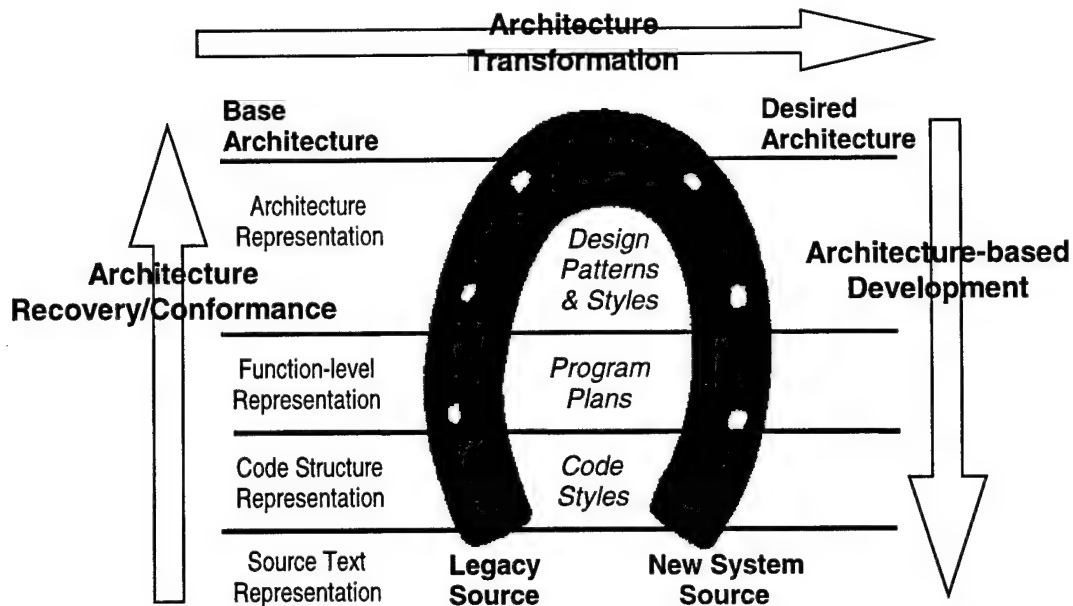 Architecture
Transformation
Base
Architecture
Desired
Architecture
Architecture
Representation
Design
Patterns
& Styles
Architecture
Recovery/Conformance
Architecture-based
Development
Function-level
Representation
Program
Plans
Code Structure
Representation
Code
Styles
Source Text
Representation
Legacy
Source
New System
Source